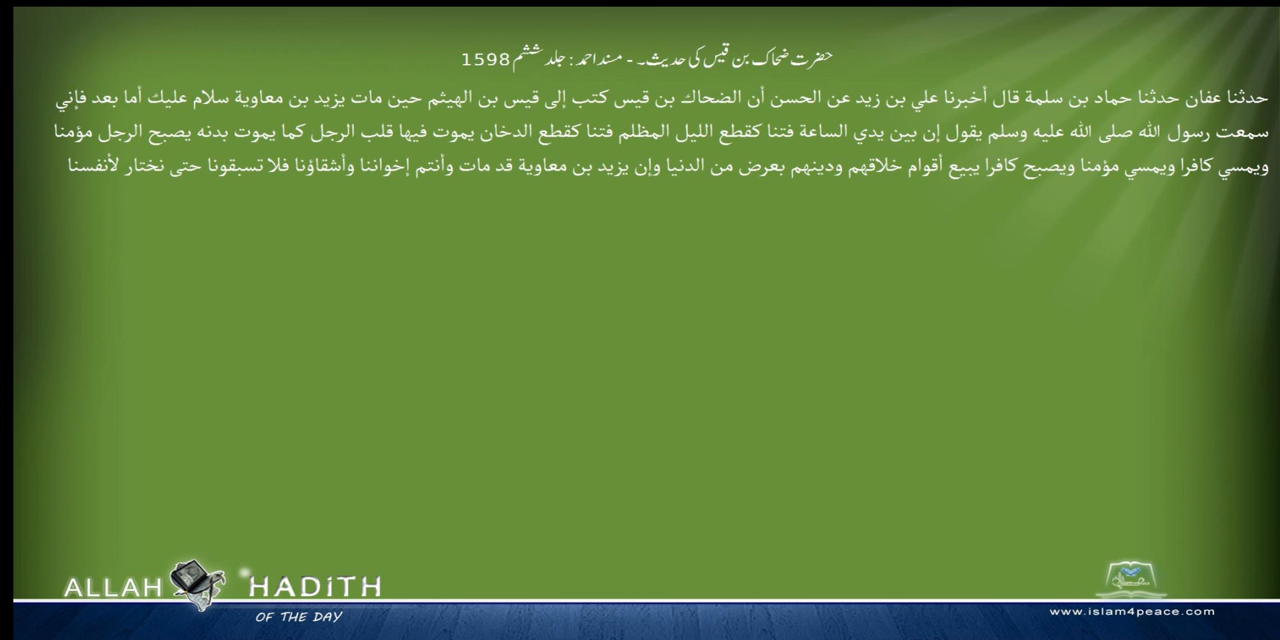 حضرت ضحاک بن قیس کی حدیث۔ - مسند احمد : جلد ششم 1598
حدثنا عفان حدثنا حماد بن سلمة قال أخبرنا علي بن زيد عن الحسن أن الضحاك بن قيس كتب إلى قيس بن الهيثم حين مات يزيد بن معاوية سلام عليك أما بعد فإني
سمعت رسول الله صلى الله عليه وسلم يقول إن بين يدي الساعة فتنا كقطع الليل المظلم فتنا كقطع الدخان يموت فيها قلب الرجل كما يموت بدنه يصبح الرجل مؤمنا
ويمسي كافرا ويمسي مؤمنا ويصبح كافرا يبيع أقوام خلاقهم ودينهم بعرض من الدنيا وإن يزيد بن معاوية قد مات وأنتم إخواننا وأشقاؤنا فلا تسبقونا حتى نختار لأنفسنا
ALLAH HADITH
OF THE DAY
www.islam4peace.com